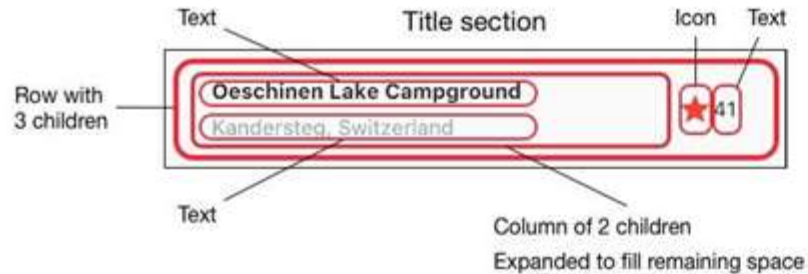 Text
Title section
Icon
Text
Row with
3 children
Oeschinen Lake Campground
Kandersteg, Switzerland
41
Text
Column of 2 children
Expanded to fill remaining space